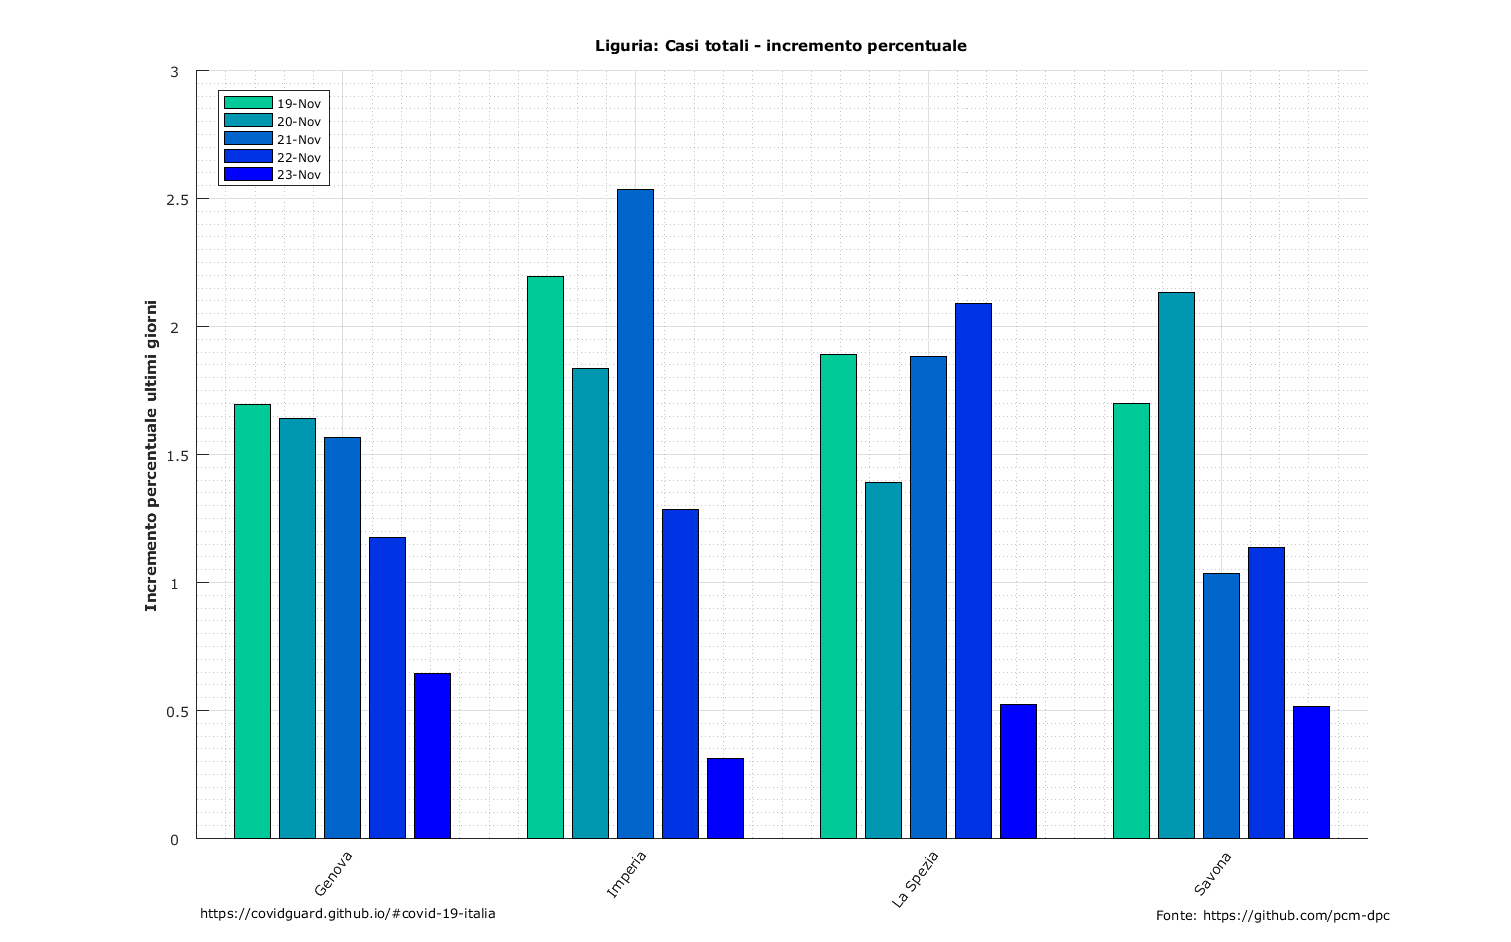 Liguria: Casi totali - incremento percentuale
3
2.5
2
1.5
1
0.5
0
19-Nov
20-Nov
21-Nov
22-Nov
23-Nov
Incremento percentuale ultimi giorni
Genova
Imperia
La Spezia
Savona
https://covidguard.github.io/#covid-19-italia
Fonte: https://github.com/pcm-dpc